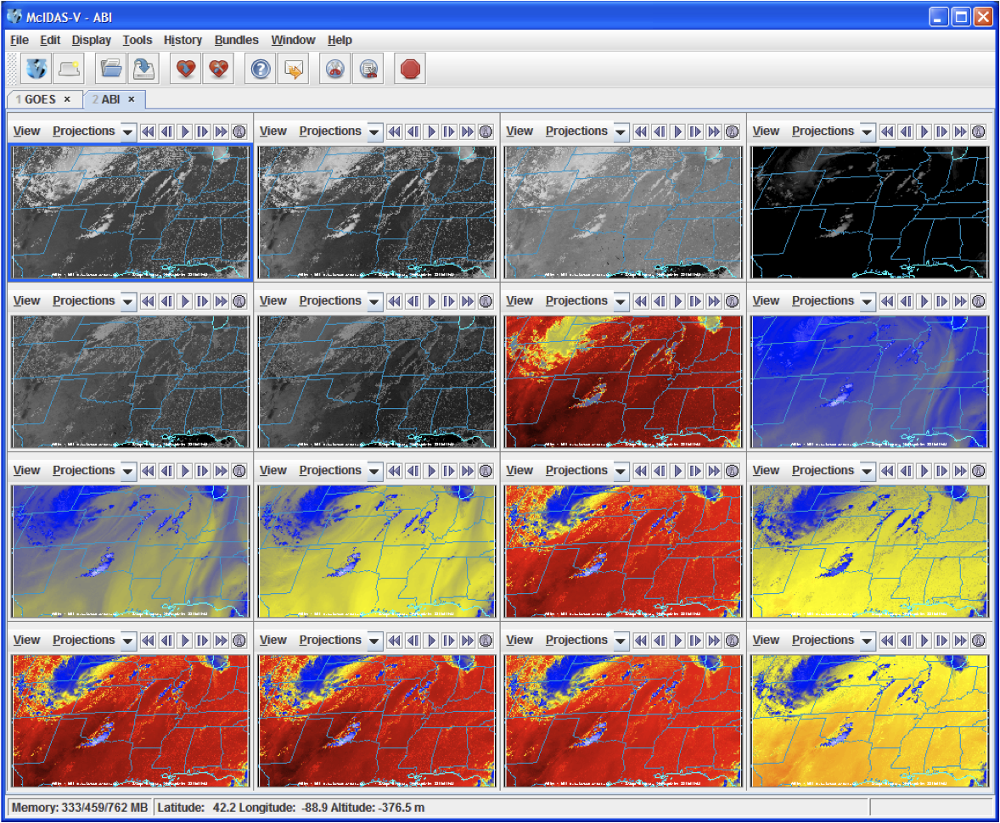 McIDAS-V - ABI
File Edit Display Tools History Bundles Window Help
1 GOES × 2 ABI ×
View Projections View Projections View Projections View Projections
View Projections View Projections View Projections View Projections
View Projections View Projections View Projections View Projections
View Projections View Projections View Projections View Projections
Memory: 333/459/762 MB Latitude: 42.2 Longitude: -88.9 Altitude: -376.5 m